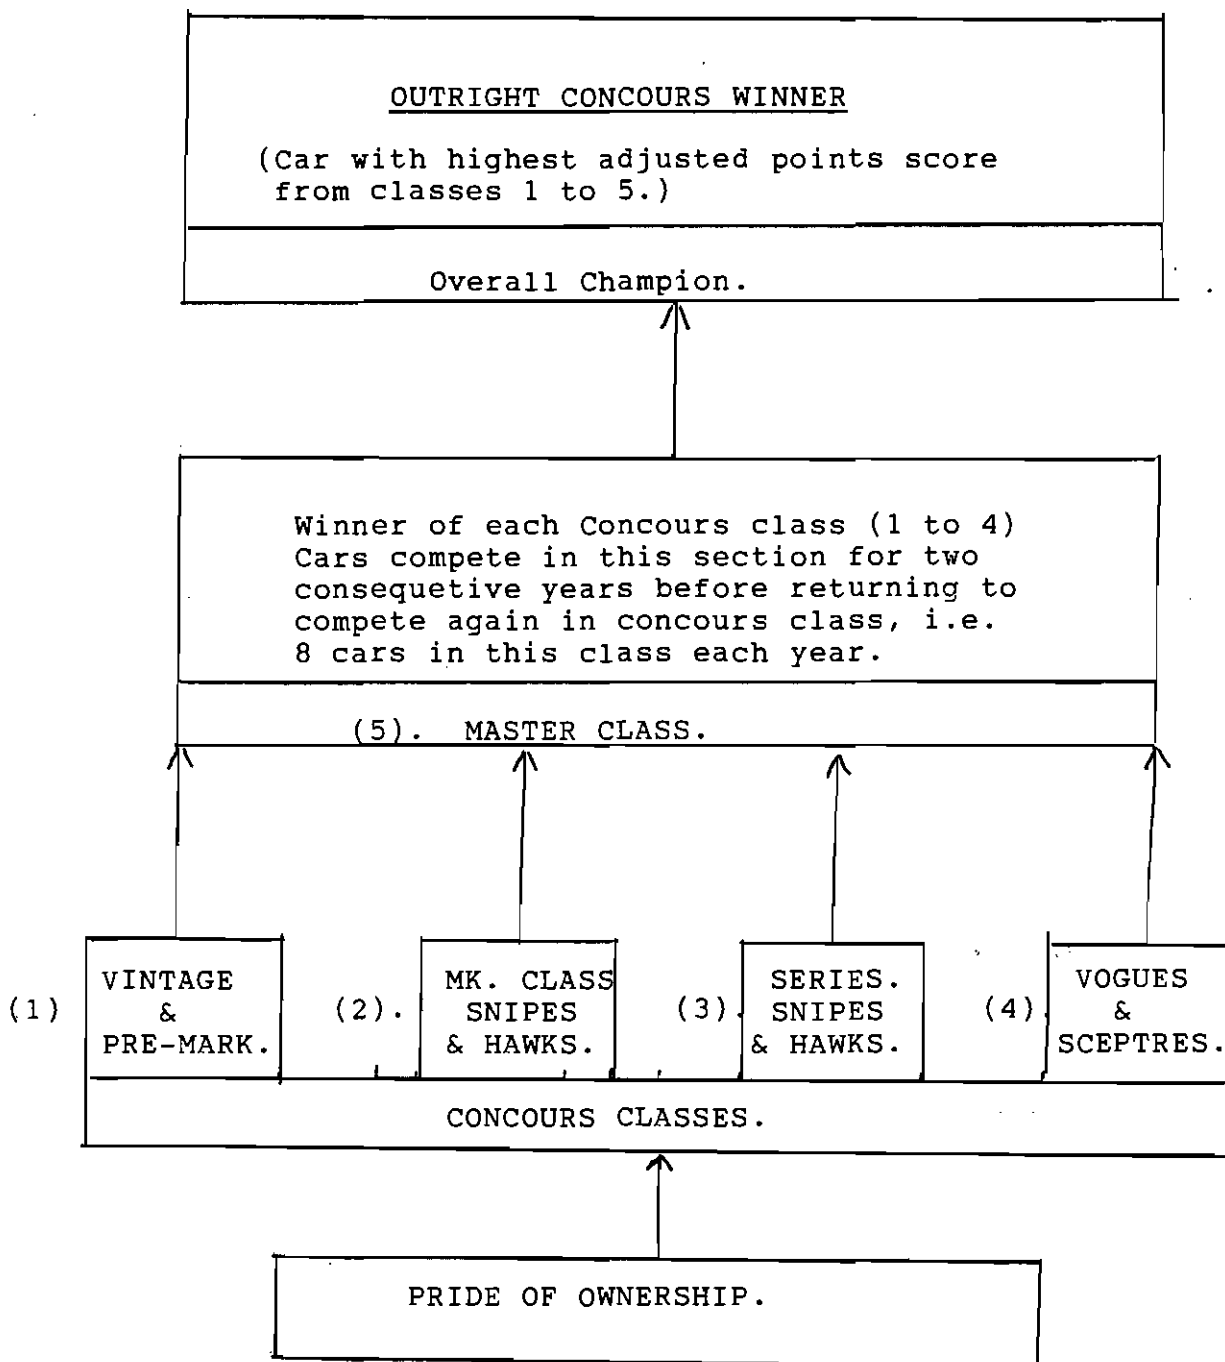 OUTRIGHT CONCOURS WINNER
(Car with highest adjusted points score
from classes 1 to 5.)
Overall Champion.
Winner of each Concours class (1 to 4)
Cars compete in this section for two
consequetive years before returning to
compete again in concours class, i.e.
8 cars in this class each year.
(5). MASTER CLASS.
(1)
VINTAGE
&
PRE-MARK.
(2).
MK. CLASS
SNIPES
& HAWKS.
(3).
SERIES.
SNIPES
& HAWKS.
(4).
VOGUES
&
SCEPTRES.
CONCOURS CLASSES.
PRIDE OF OWNERSHIP.